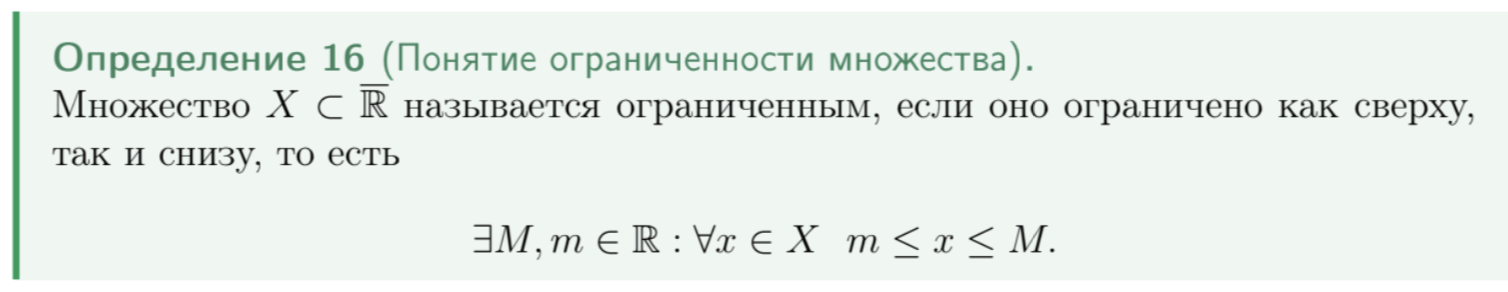 Определение 16 (Понятие ограниченности множества).
Множество X ⊂ ℝ̅ называется ограниченным, если оно ограничено как сверху,
так и снизу, то есть
∃M, m ∈ ℝ : ∀x ∈ X m ≤ x ≤ M.